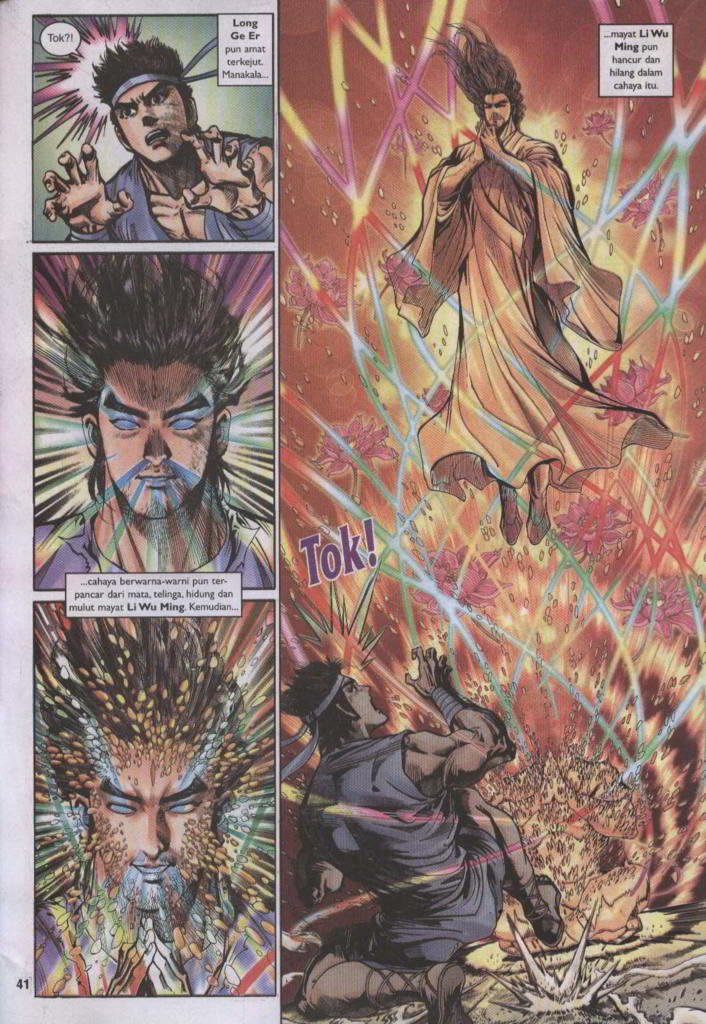 Tok?!
Long
Ge Er
pun amat
terkejut.
Manakala...
...cahaya berwarna-warni pun ter-
pancar dari mata, telinga, hidung dan
mulut mayat Li Wu Ming. Kemudian...
...mayat Li Wu
Ming pun
hancur dan
hilang dalam
cahaya itu.
Tok!
41